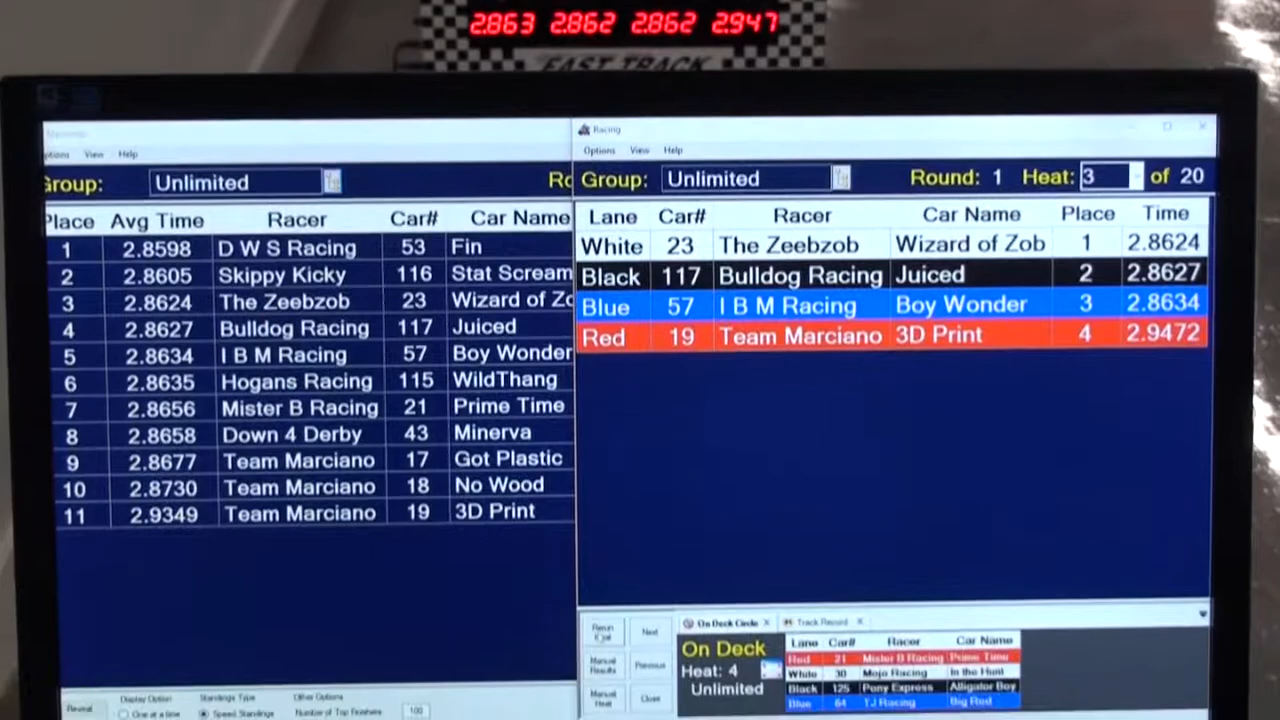 2.863 2.862 2.862 2.947
FAST TRACK
Options View Help
Group: Unlimited
Place Avg Time Racer Car# Car Name
1 2.8598 D W S Racing 53 Fin
2 2.8605 Skippy Kicky 116 Stat Scream
3 2.8624 The Zeebzob 23 Wizard of Zo
4 2.8627 Bulldog Racing 117 Juiced
5 2.8634 I B M Racing 57 Boy Wonder
6 2.8635 Hogans Racing 115 WildThang
7 2.8656 Mister B Racing 21 Prime Time
8 2.8658 Down 4 Derby 43 Minerva
9 2.8677 Team Marciano 17 Got Plastic
10 2.8730 Team Marciano 18 No Wood
11 2.9349 Team Marciano 19 3D Print
Reveal
Display Option Standings Type Other Options
One at a time Speed Standings Number of Top Finishers 100
Racing
Options View Help
Group: Unlimited Round: 1 Heat: 3 of 20
Lane Car# Racer Car Name Place Time
White 23 The Zeebzob Wizard of Zob 1 2.8624
Black 117 Bulldog Racing Juiced 2 2.8627
Blue 57 I B M Racing Boy Wonder 3 2.8634
Red 19 Team Marciano 3D Print 4 2.9472
Rerun Next
Manual Results Previous
Manual Heat Close
On Deck Circle Track Record
On Deck
Heat: 4
Unlimited
Lane Car# Racer Car Name
Red 21 Mister B Racing Prime Time
White 30 Mojo Racing In the Hunt
Black 125 Pony Express Alligator Boy
Blue 64 TJ Racing Big Red